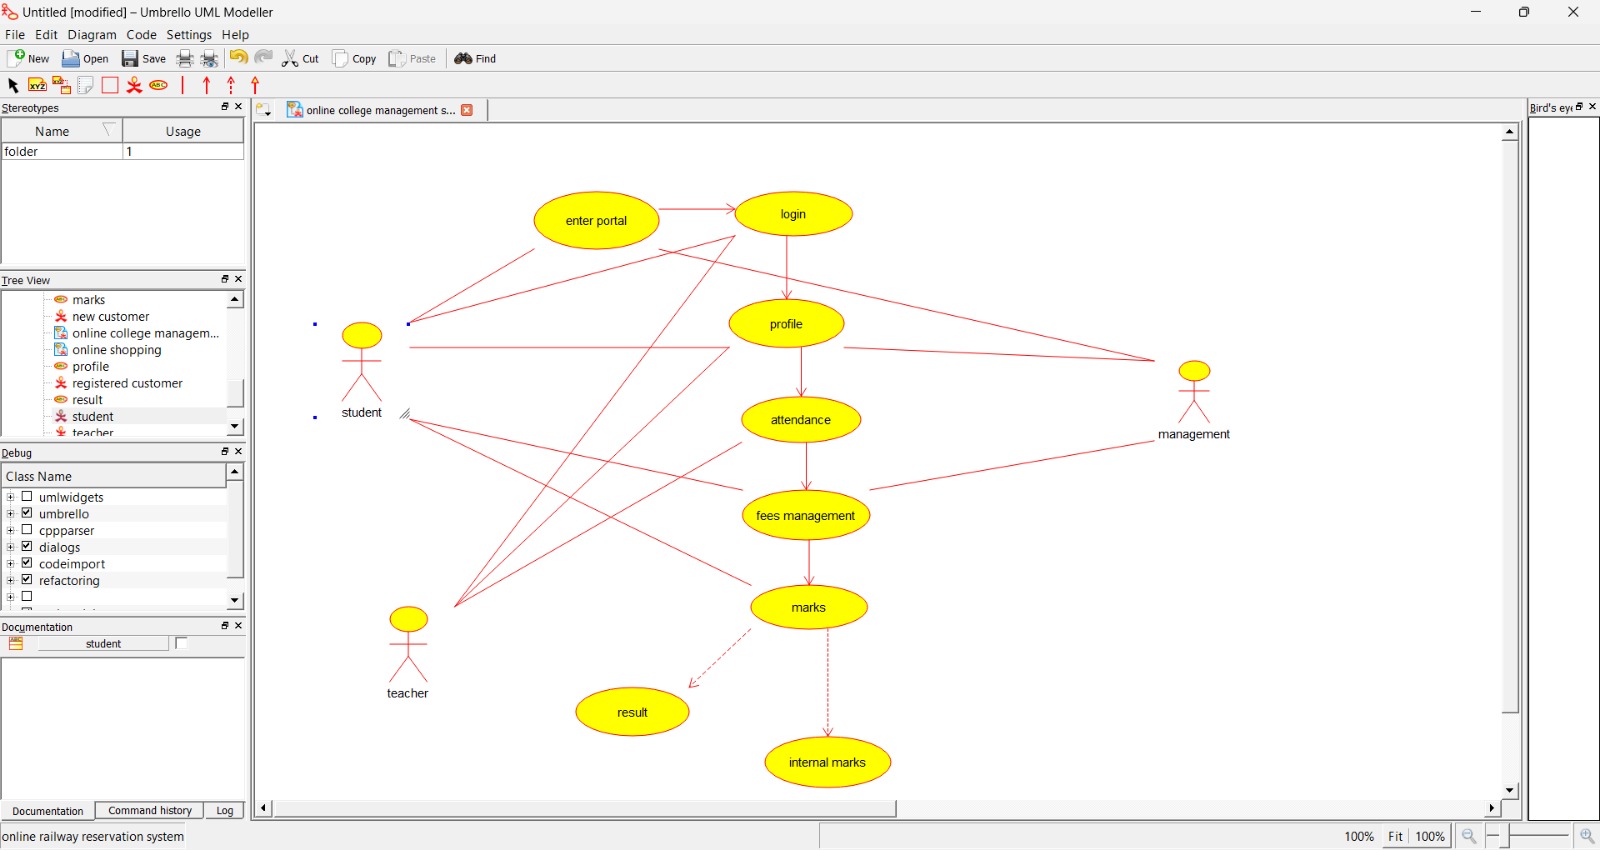 Untitled [modified] – Umbrello UML Modeller
File Edit Diagram Code Settings Help
New Open Save Cut Copy Paste Find
XYZ ABC
Stereotypes
Name Usage
folder 1
Tree View
marks
new customer
online college managem...
online shopping
profile
registered customer
result
student
teacher
Debug
Class Name
umlwidgets
umbrello
cppparser
dialogs
codeimport
refactoring
Documentation
student
Documentation Command history Log
online railway reservation system
online college management s...
enter portal
login
profile
student
attendance
management
fees management
marks
teacher
result
internal marks
Bird's eye
100% Fit 100%